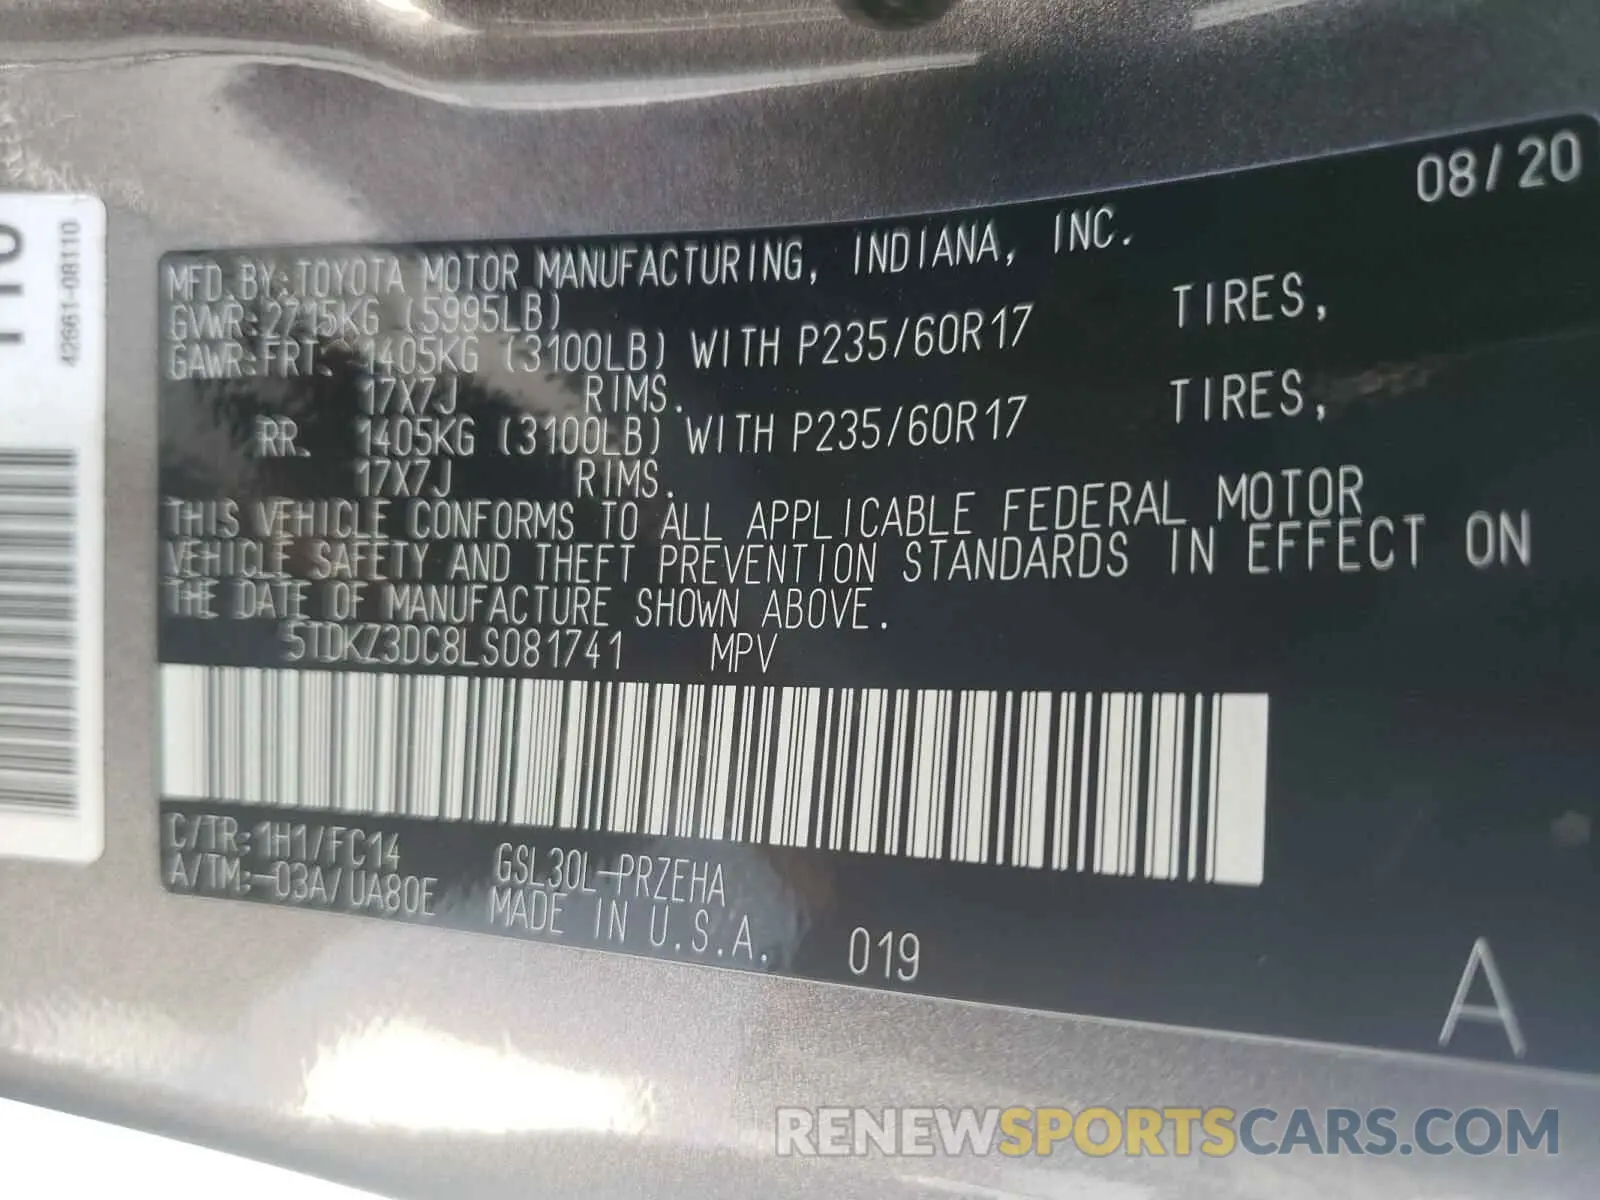 08/20
MFD.BY:TOYOTA MOTOR MANUFACTURING, INDIANA, INC.
GVWR:2715KG (5995LB)
GAWR:FRT. 1405KG (3100LB) WITH P235/60R17 TIRES,
17X7J RIMS.
RR. 1405KG (3100LB) WITH P235/60R17 TIRES,
17X7J RIMS.
THIS VEHICLE CONFORMS TO ALL APPLICABLE FEDERAL MOTOR
VEHICLE SAFETY AND THEFT PREVENTION STANDARDS IN EFFECT ON
THE DATE OF MANUFACTURE SHOWN ABOVE.
5TDKZ3DC8LS081741 MPV
C/TR:1H1/FC14 GSL30L-PRZEHA
A/TM:-03A/UA80E MADE IN U.S.A. 019
A
42661-08110
RENEWSPORTSCARS.COM